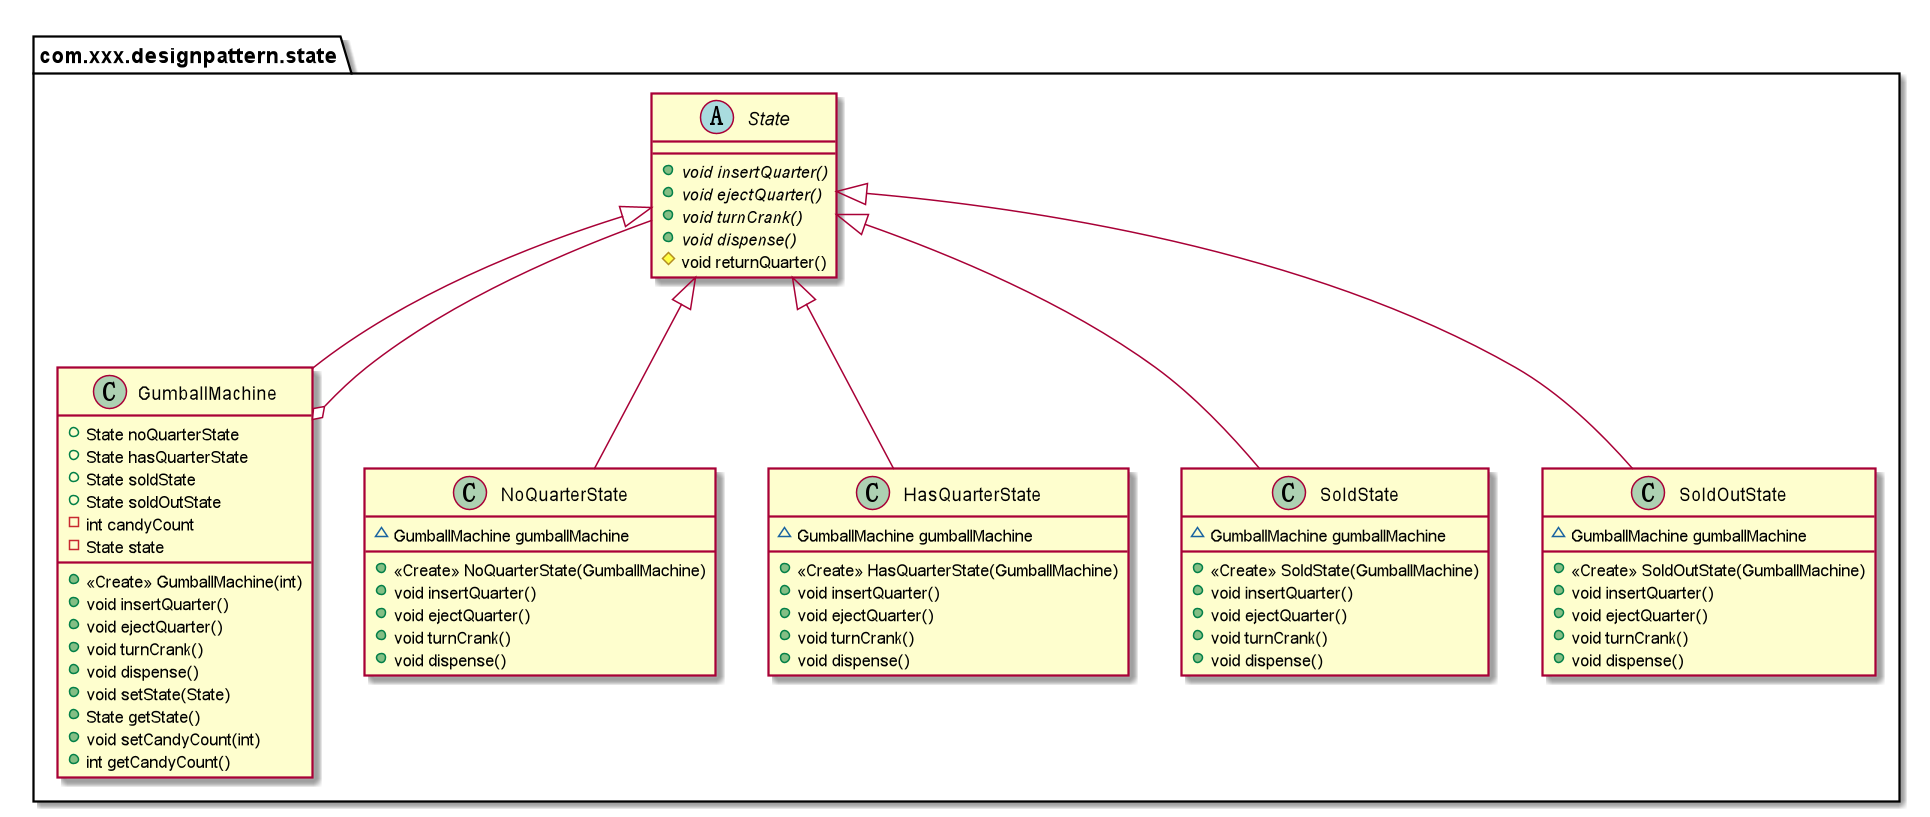 com.xxx.designpattern.state
A State
void insertQuarter()
void ejectQuarter()
void turnCrank()
void dispense()
void returnQuarter()
C GumballMachine
State noQuarterState
State hasQuarterState
State soldState
State soldOutState
int candyCount
State state
«Create» GumballMachine(int)
void insertQuarter()
void ejectQuarter()
void turnCrank()
void dispense()
void setState(State)
State getState()
void setCandyCount(int)
int getCandyCount()
C NoQuarterState
GumballMachine gumballMachine
«Create» NoQuarterState(GumballMachine)
void insertQuarter()
void ejectQuarter()
void turnCrank()
void dispense()
C HasQuarterState
GumballMachine gumballMachine
«Create» HasQuarterState(GumballMachine)
void insertQuarter()
void ejectQuarter()
void turnCrank()
void dispense()
C SoldState
GumballMachine gumballMachine
«Create» SoldState(GumballMachine)
void insertQuarter()
void ejectQuarter()
void turnCrank()
void dispense()
C SoldOutState
GumballMachine gumballMachine
«Create» SoldOutState(GumballMachine)
void insertQuarter()
void ejectQuarter()
void turnCrank()
void dispense()